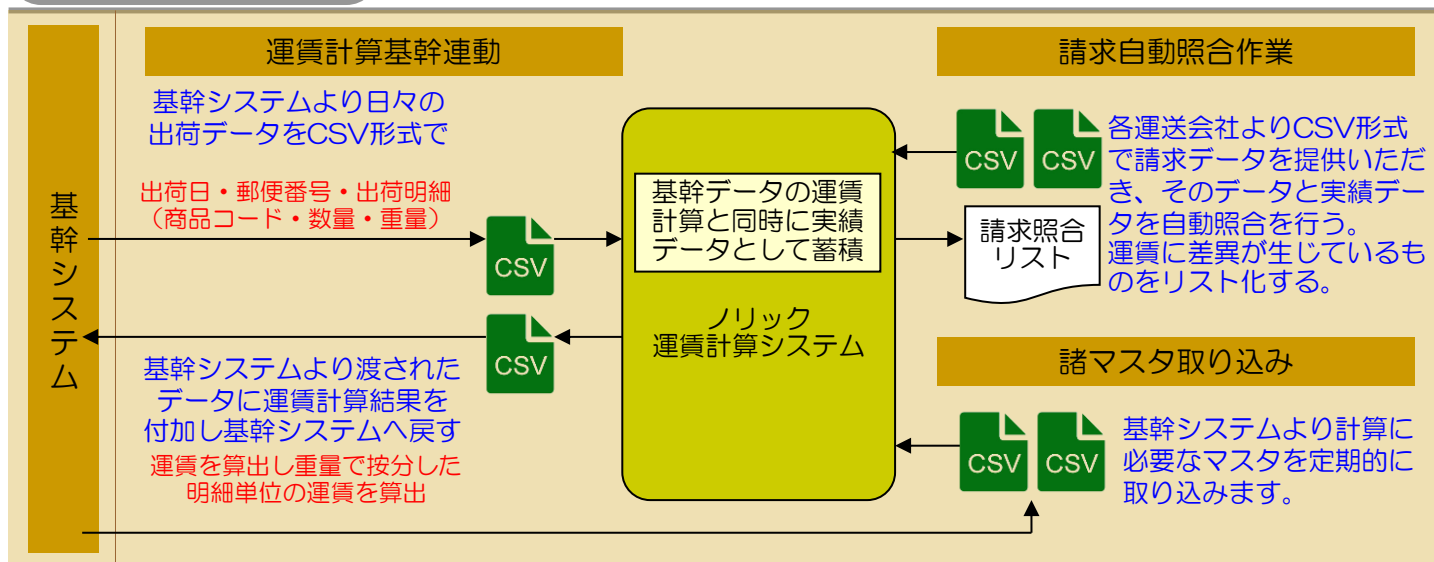 基幹システム
運賃計算基幹連動
基幹システムより日々の
出荷データをCSV形式で
出荷日・郵便番号・出荷明細
（商品コード・数量・重量）
CSV
CSV
基幹システムより渡された
データに運賃計算結果を
付加し基幹システムへ戻す
運賃を算出し重量で按分した
明細単位の運賃を算出
基幹データの運賃
計算と同時に実績
データとして蓄積
ノリック
運賃計算システム
請求自動照合作業
CSV
CSV
各運送会社よりCSV形式
で請求データを提供いただ
き、そのデータと実績デー
タを自動照合を行う。
運賃に差異が生じているも
のをリスト化する。
請求照合
リスト
諸マスタ取り込み
CSV
CSV
基幹システムより計算に
必要なマスタを定期的に
取り込みます。